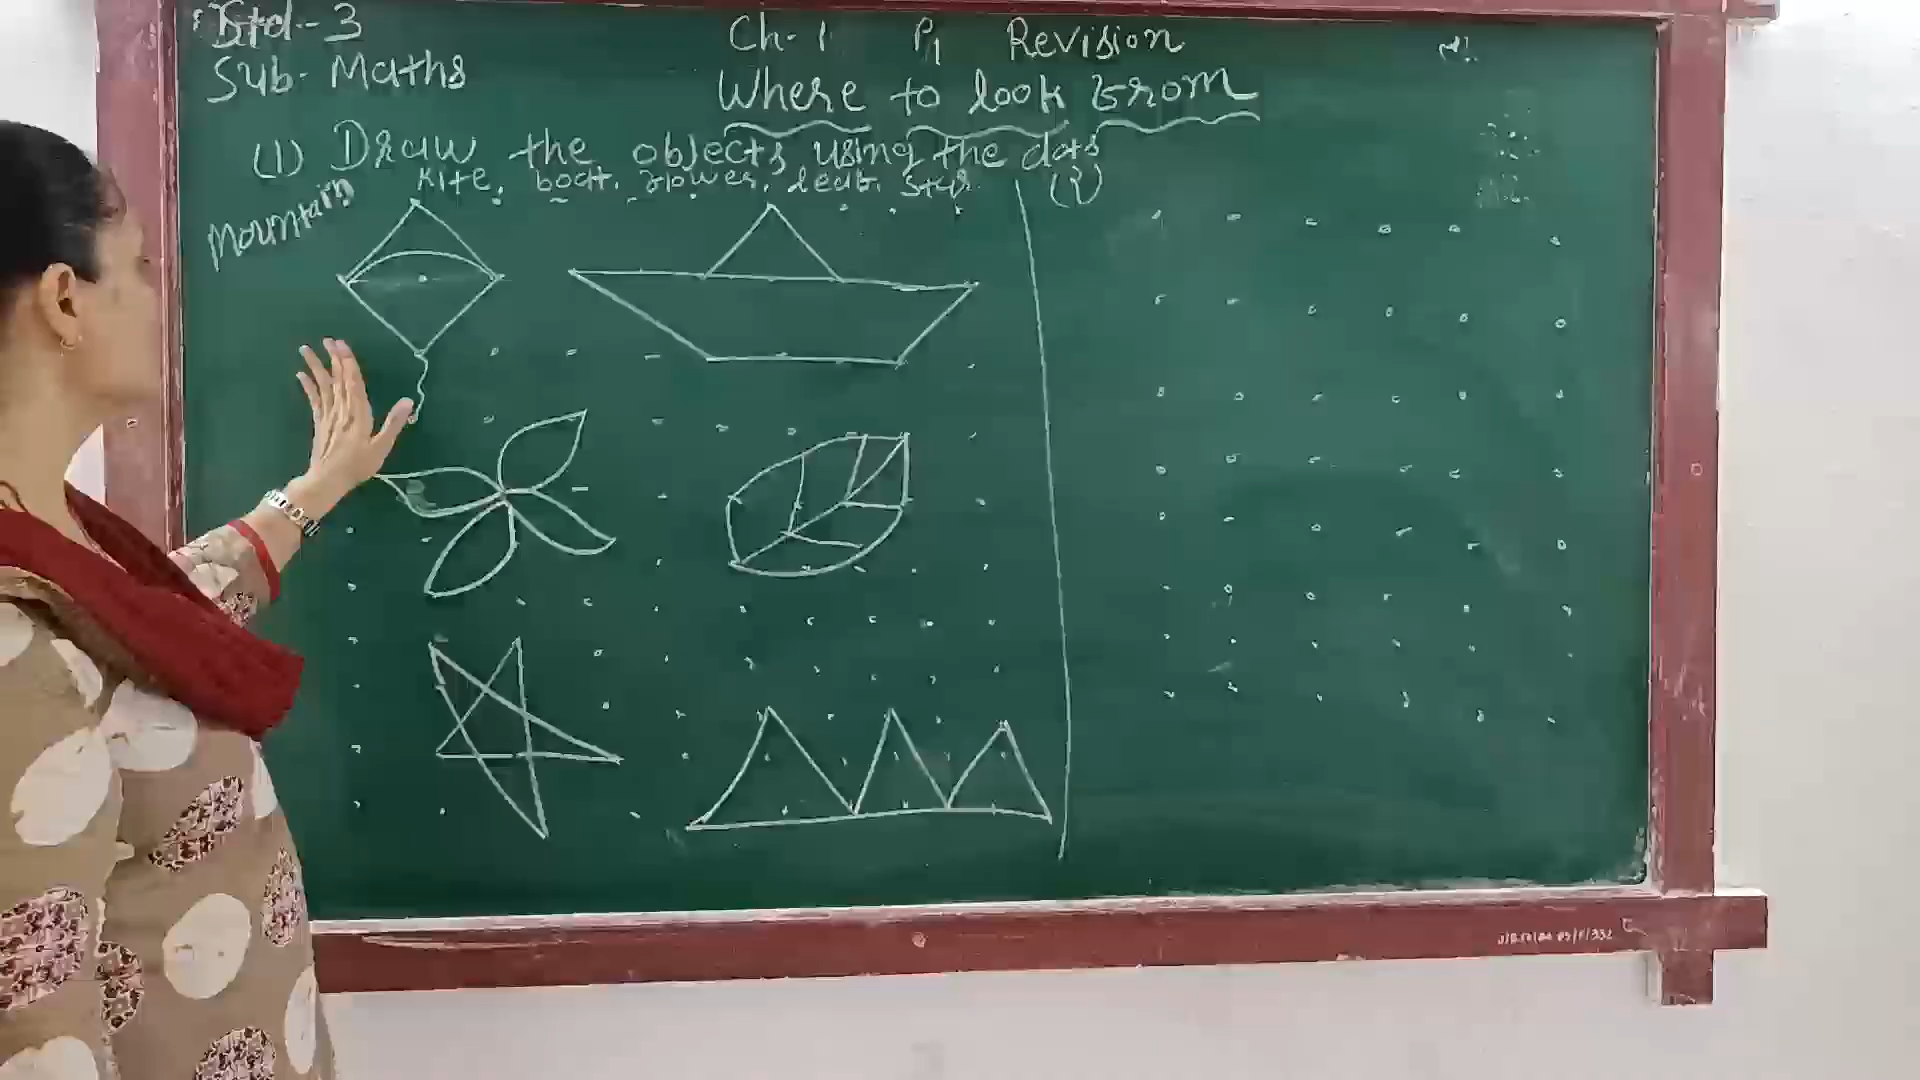 Std-3
Sub- Maths
Ch-1 P1 Revision
Where to look from
(1) Draw the objects using the dots
Kite, boat, flower, leaf, star
Mountain
(2)